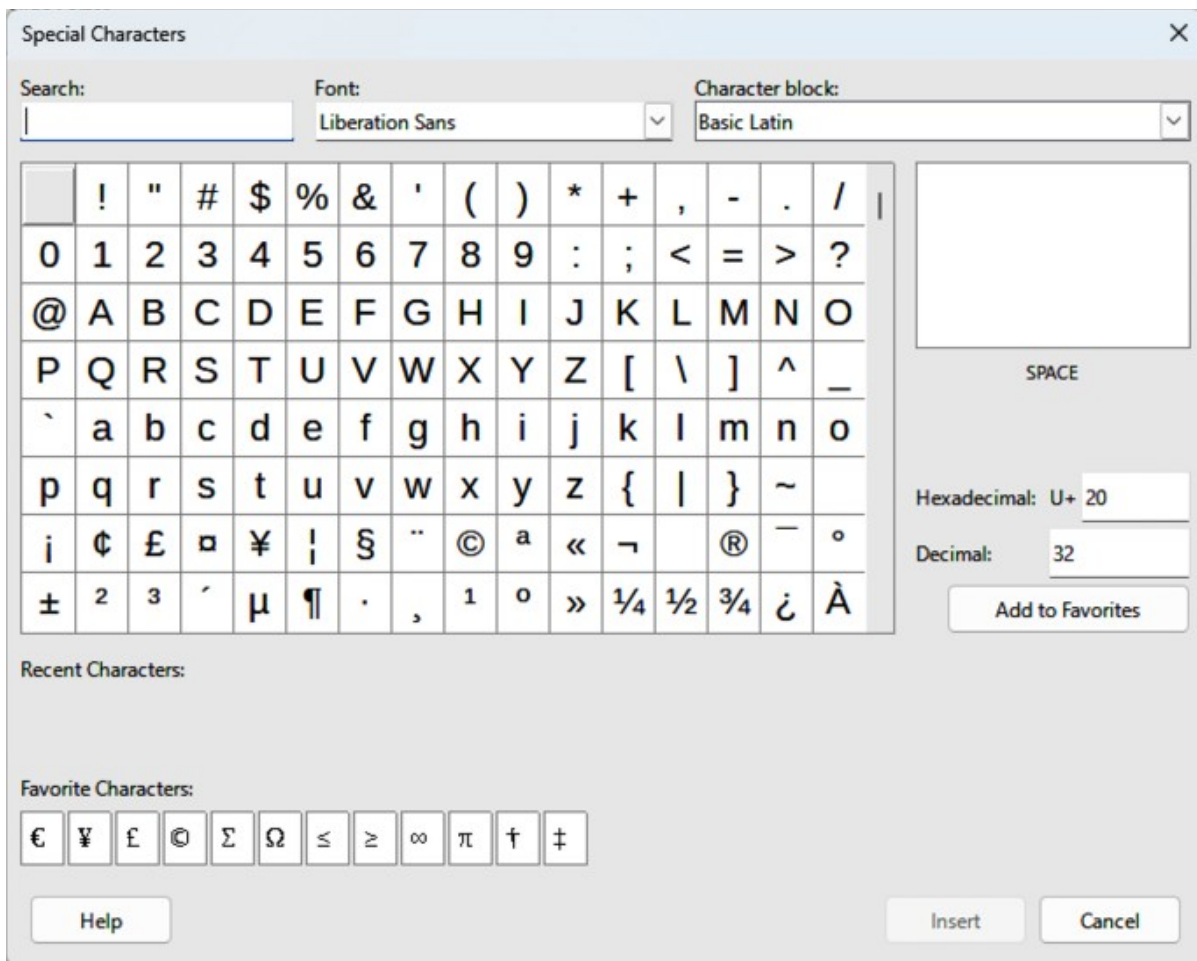 Special Characters
Search: Font: Character block:
Liberation Sans Basic Latin
! " # $ % & ' ( ) * + , - . /
0 1 2 3 4 5 6 7 8 9 : ; < = > ?
@ A B C D E F G H I J K L M N O
P Q R S T U V W X Y Z [ \ ] ^ _
SPACE
` a b c d e f g h i j k l m n o
p q r s t u v w x y z { | } ~
Hexadecimal: U+ 20
¡ ¢ £ ¤ ¥ ¦ § ¨ © ª « ¬ ® ¯ °
Decimal: 32
± ² ³ ´ µ ¶ · ¸ ¹ º » ¼ ½ ¾ ¿ À
Add to Favorites
Recent Characters:
Favorite Characters:
€ ¥ £ © Σ Ω ≤ ≥ ∞ π † ‡
Help Insert Cancel